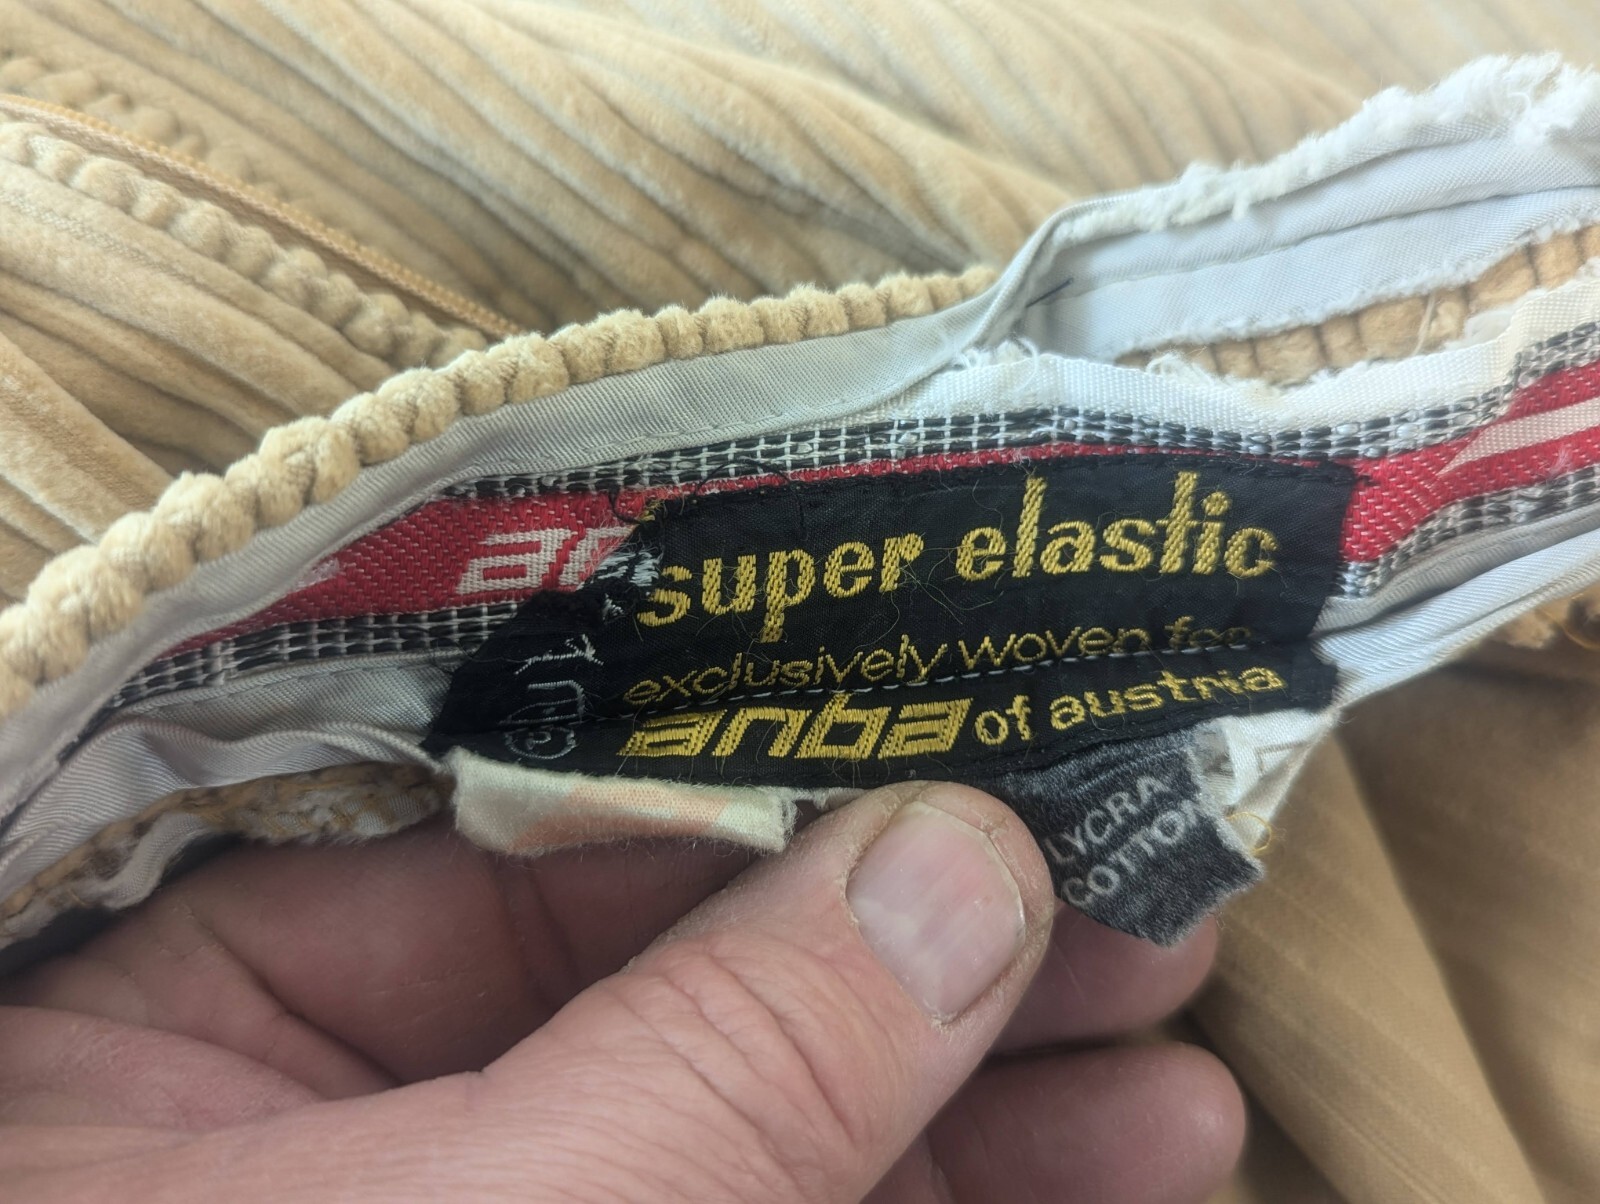 super elastic
exclusively woven for
anba of austria
LYCRA
COTTON